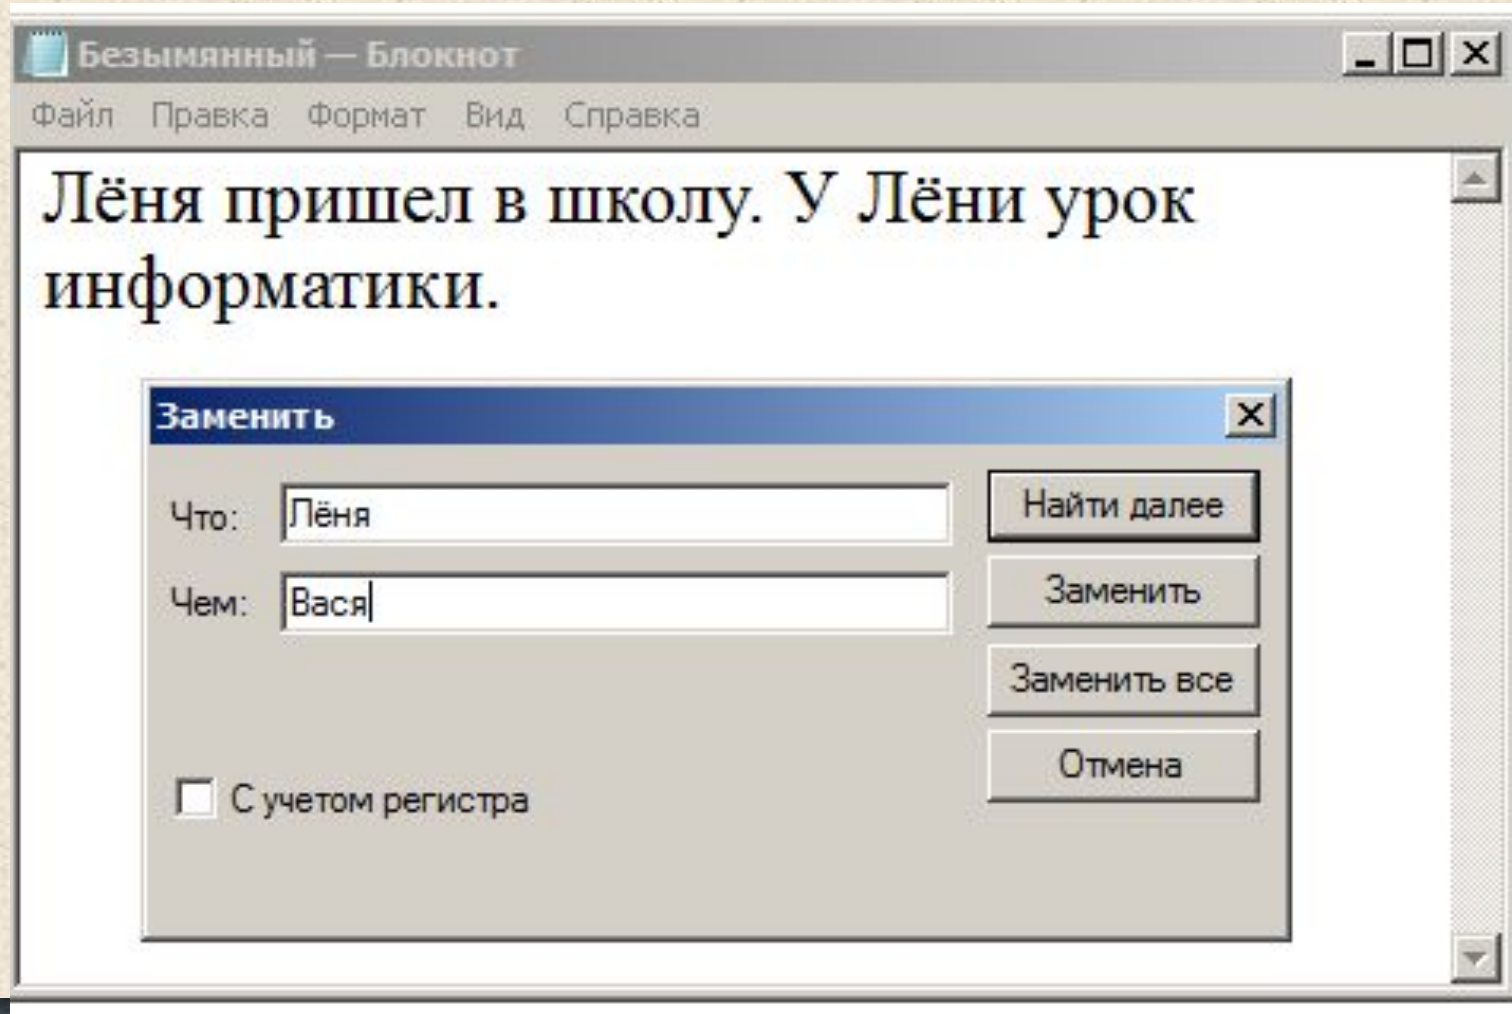 Безымянный — Блокнот
Файл Правка Формат Вид Справка
Лёня пришел в школу. У Лёни урок
информатики.
Заменить
Что: Лёня Найти далее
Чем: Вася Заменить
Заменить все
Отмена
С учетом регистра